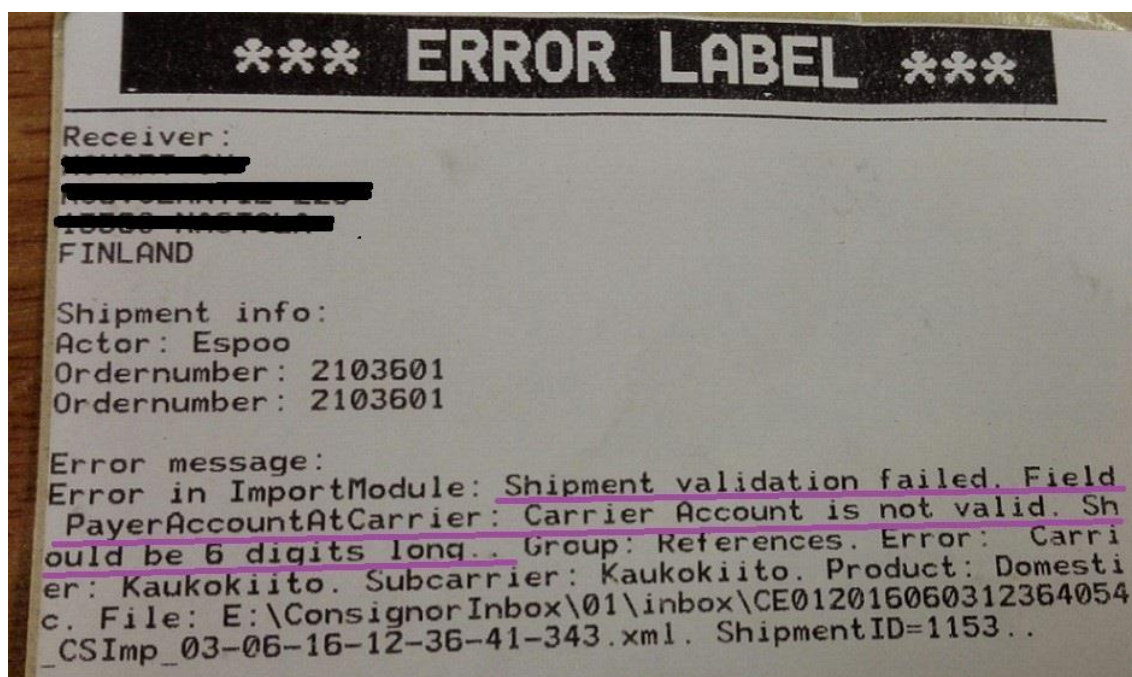 *** ERROR LABEL ***
Receiver:
FINLAND
Shipment info:
Actor: Espoo
Ordernumber: 2103601
Ordernumber: 2103601
Error message:
Error in ImportModule: Shipment validation failed. Field
PayerAccountAtCarrier: Carrier Account is not valid. Sh
ould be 6 digits long.. Group: References. Error: Carri
er: Kaukokiito. Subcarrier: Kaukokiito. Product: Domesti
c. File: E:\ConsignorInbox\01\inbox\CE012016060312364054
_CSImp_03-06-16-12-36-41-343.xml. ShipmentID=1153..